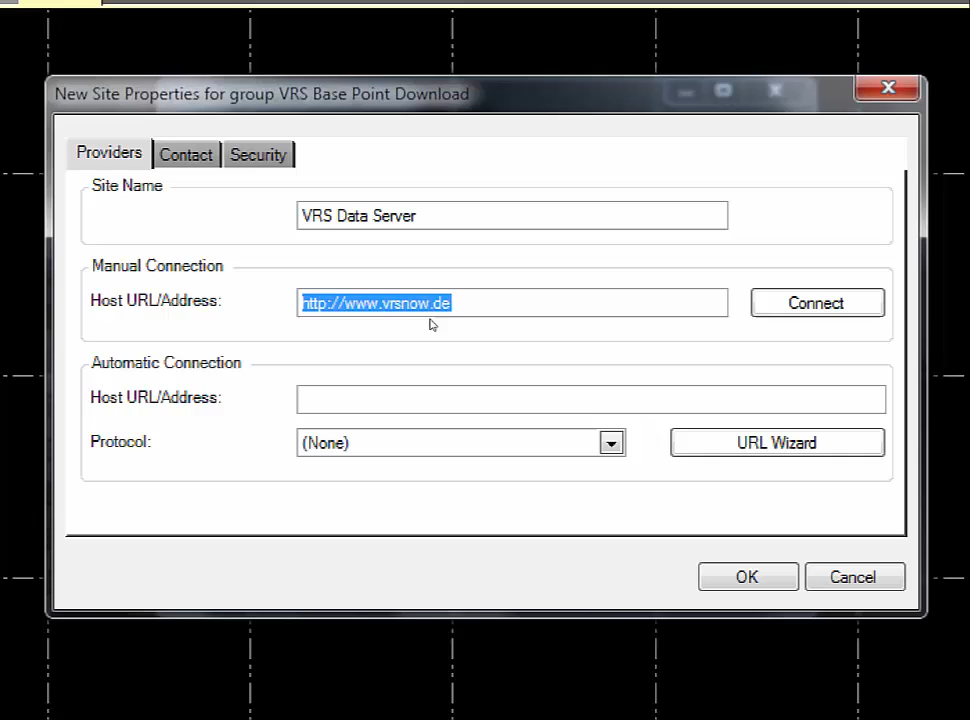 New Site Properties for group VRS Base Point Download
Providers Contact Security
Site Name
VRS Data Server
Manual Connection
Host URL/Address: http://www.vrsnow.de Connect
Automatic Connection
Host URL/Address:
Protocol: (None) URL Wizard
OK Cancel